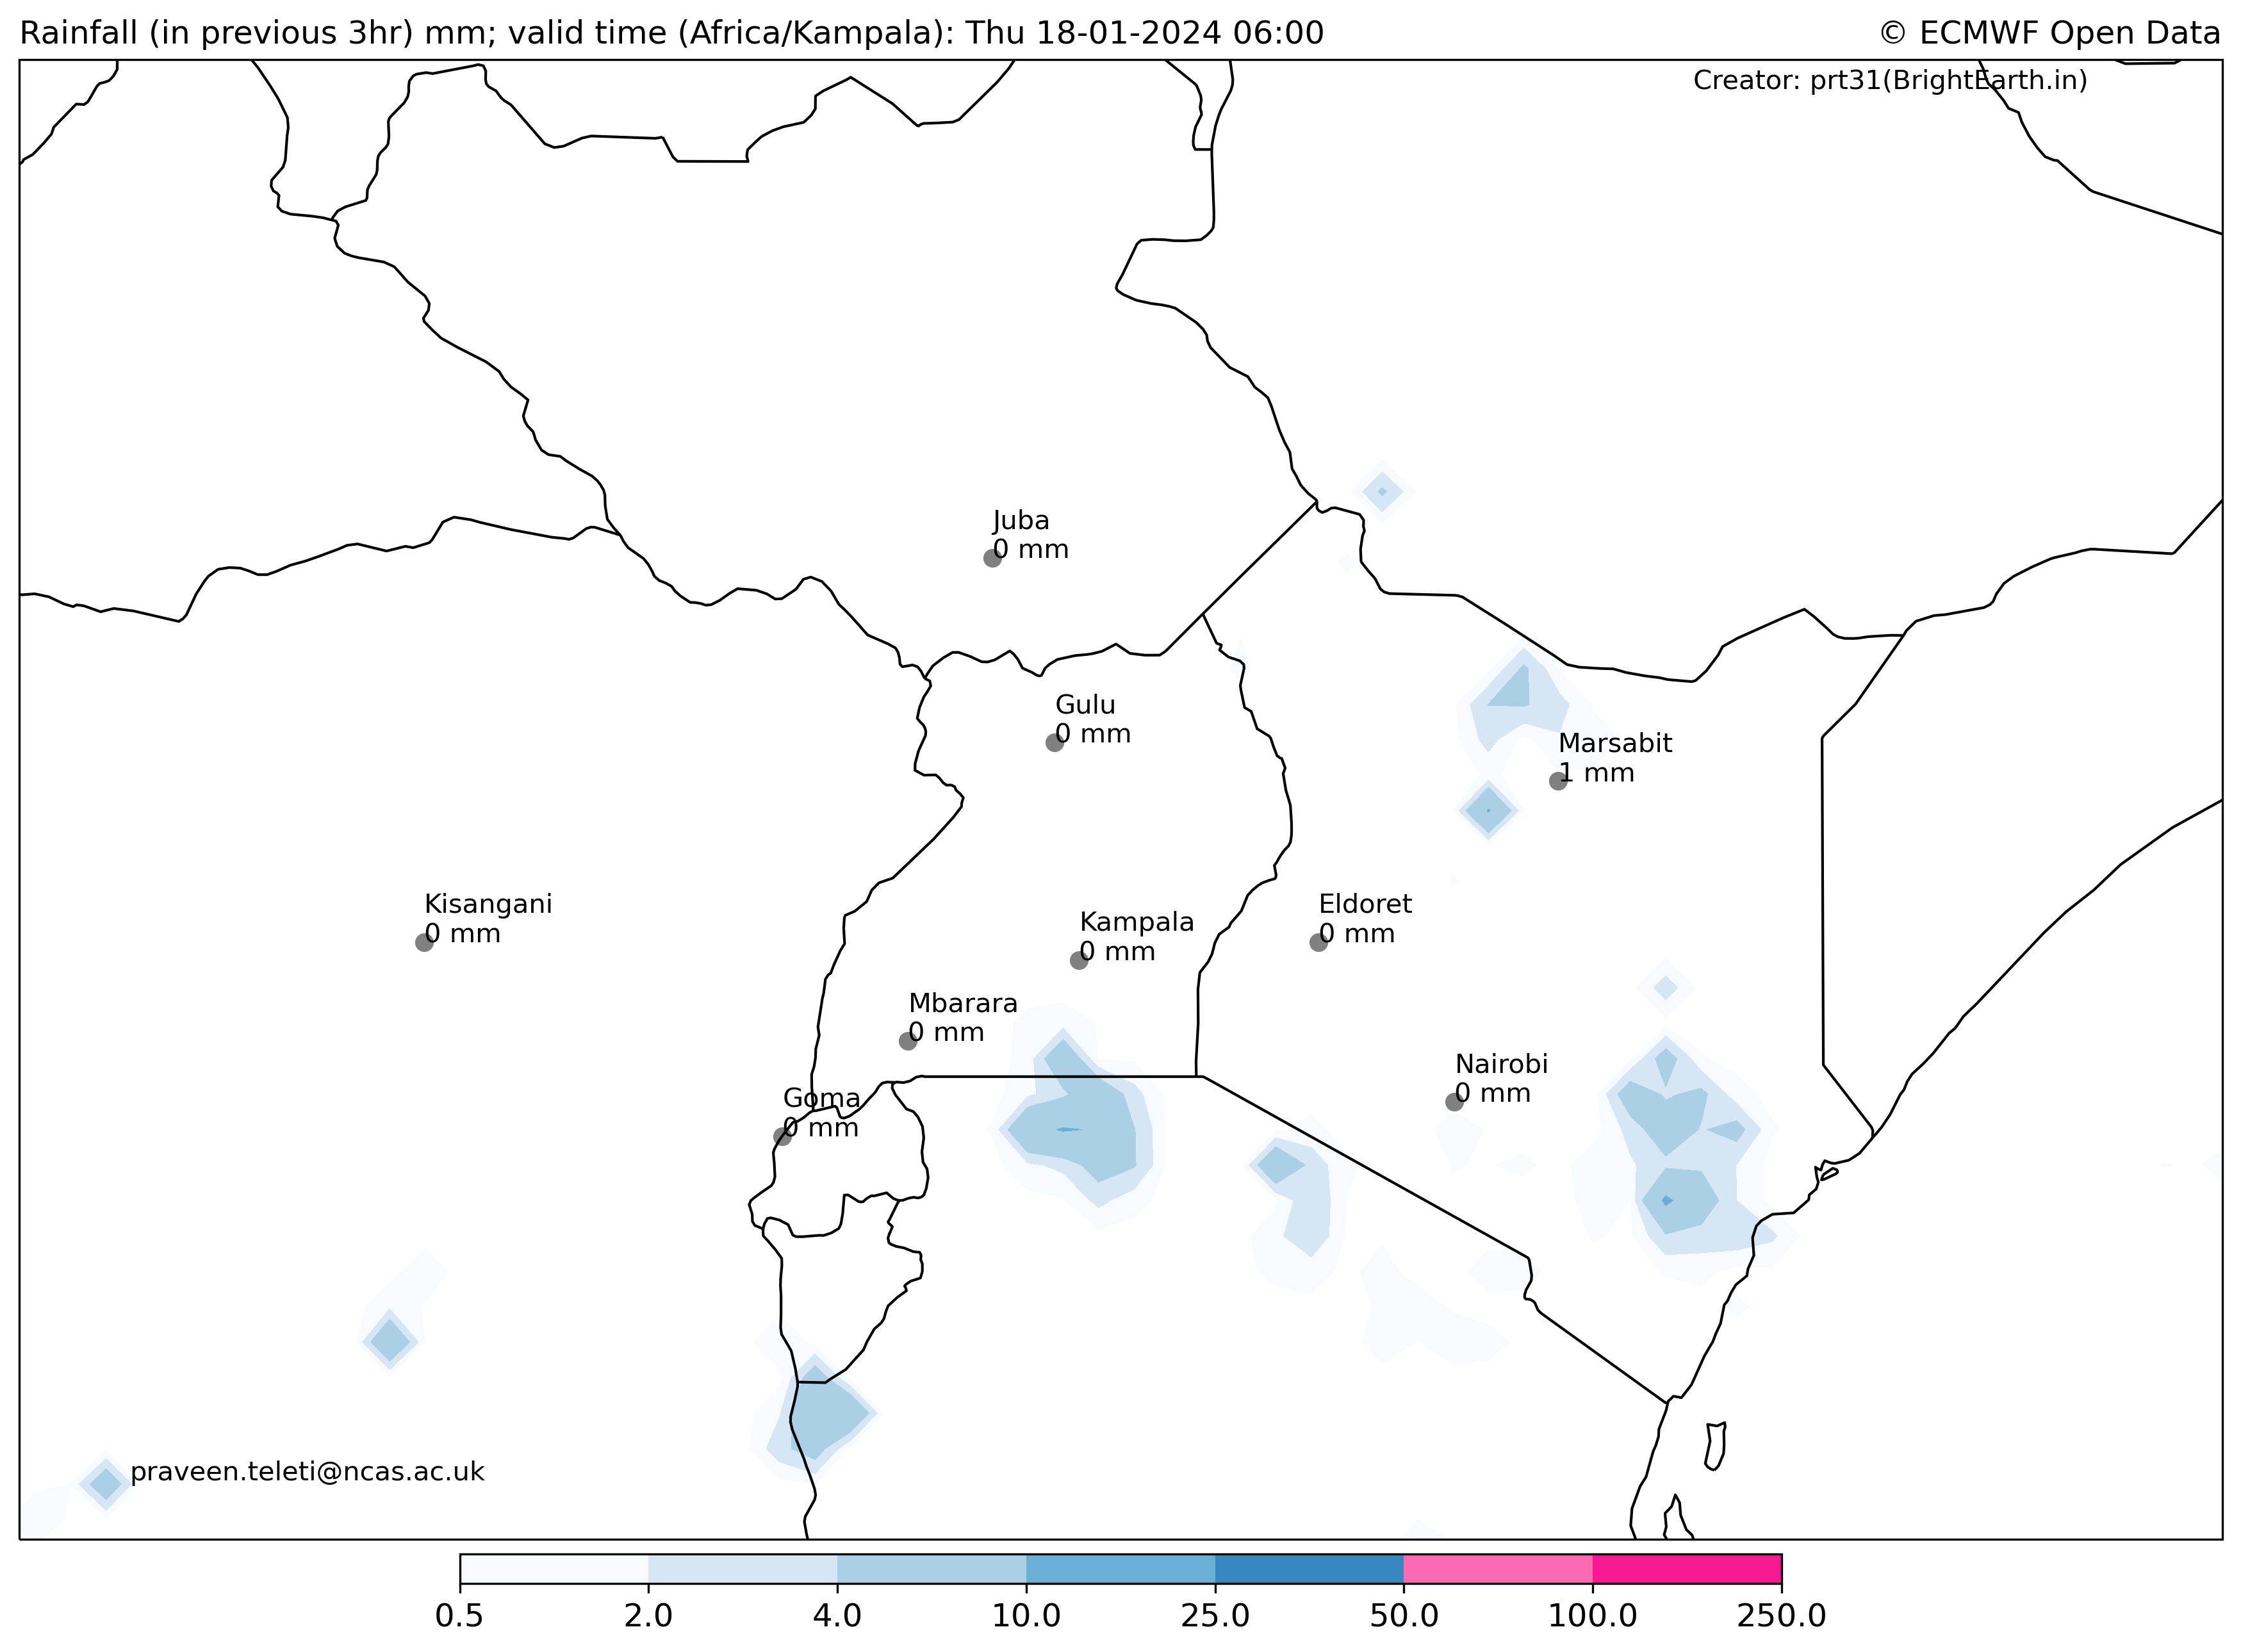 Rainfall (in previous 3hr) mm; valid time (Africa/Kampala): Thu 18-01-2024 06:00
© ECMWF Open Data
Creator: prt31(BrightEarth.in)
Juba
0 mm
Gulu
0 mm
Marsabit
1 mm
Kisangani
0 mm
Eldoret
0 mm
Kampala
0 mm
Mbarara
0 mm
Nairobi
0 mm
Goma
0 mm
praveen.teleti@ncas.ac.uk
0.5 2.0 4.0 10.0 25.0 50.0 100.0 250.0